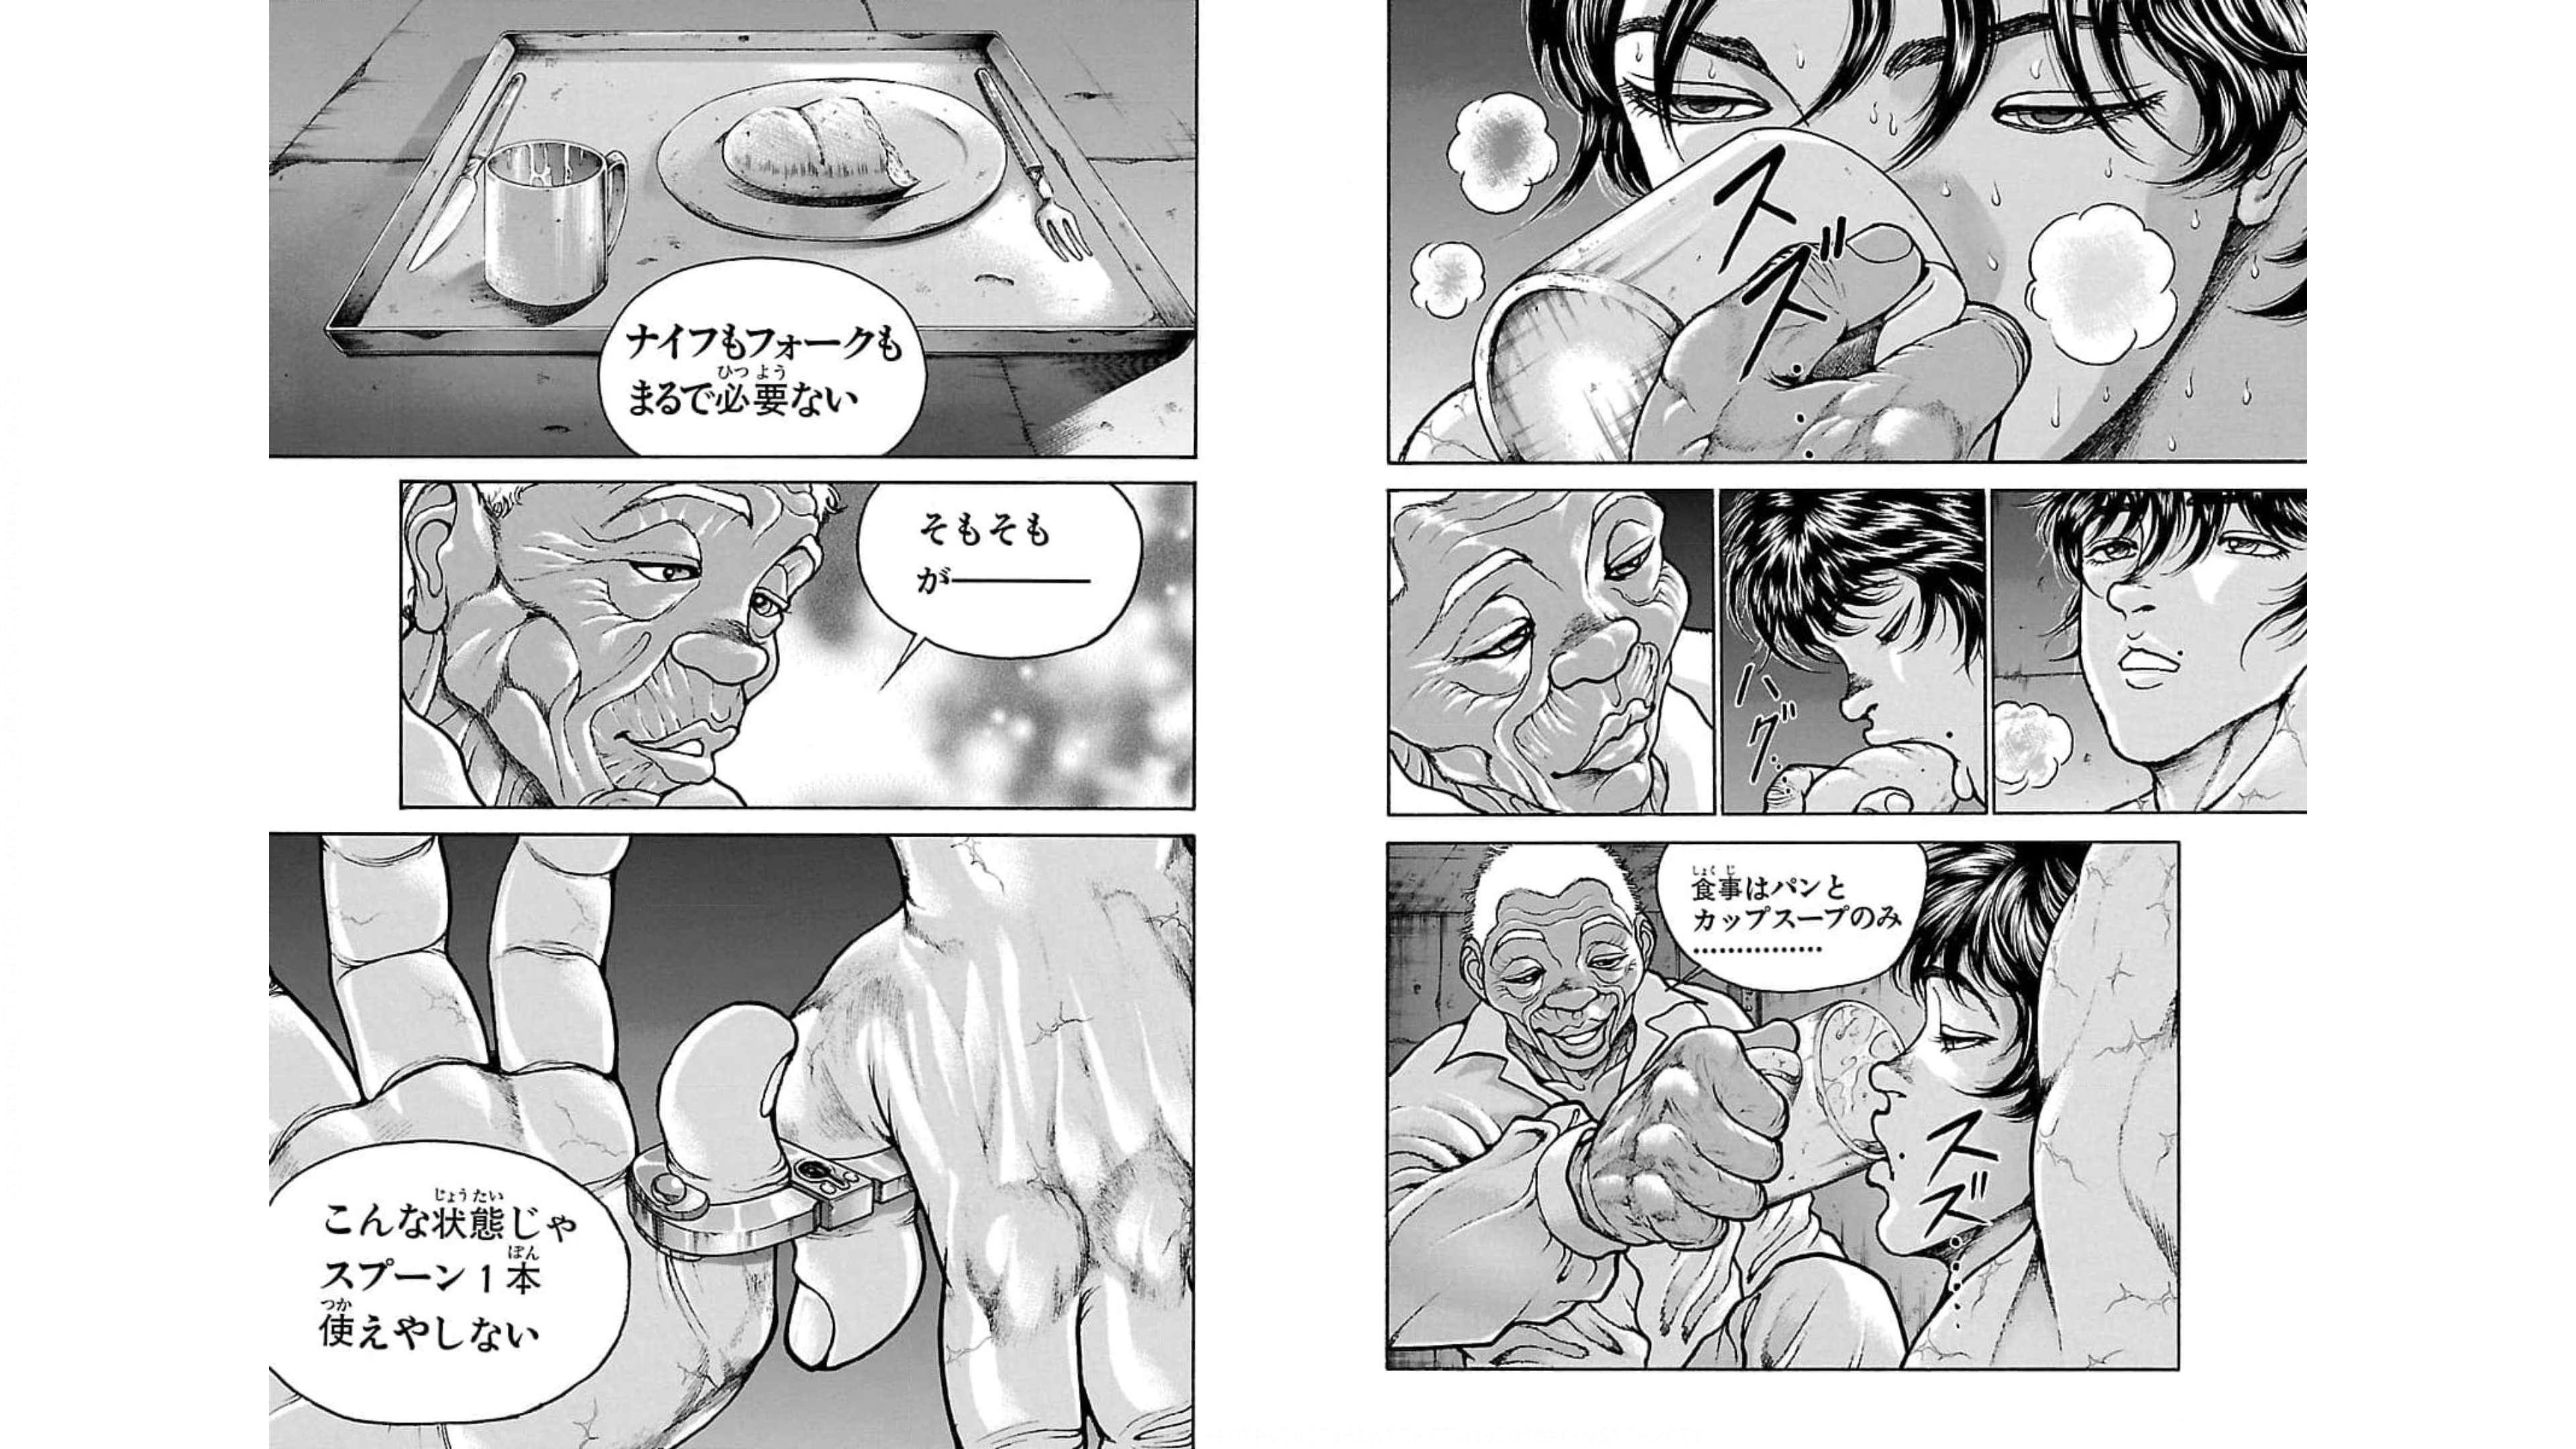 スズ・・・
ハグ・・・
食事はパンと
カップスープのみ
・・・・・・・・・・・・・・・
スズ・・・・・
ナイフもフォークも
まるで必要ない
そもそも
が────
こんな状態じゃ
スプーン1本
使えやしない